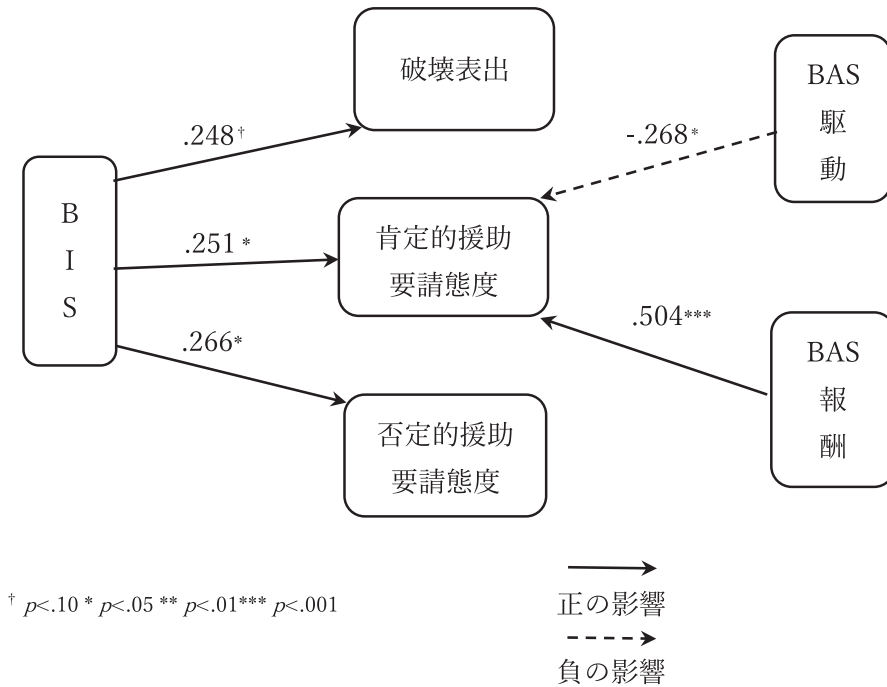 破壊表出
BAS
駆
動
.248†
-.268*
B
I
S
.251 *
肯定的援助
要請態度
.266*
.504***
BAS
報
酬
否定的援助
要請態度
† p<.10 * p<.05 ** p<.01*** p<.001
正の影響
負の影響